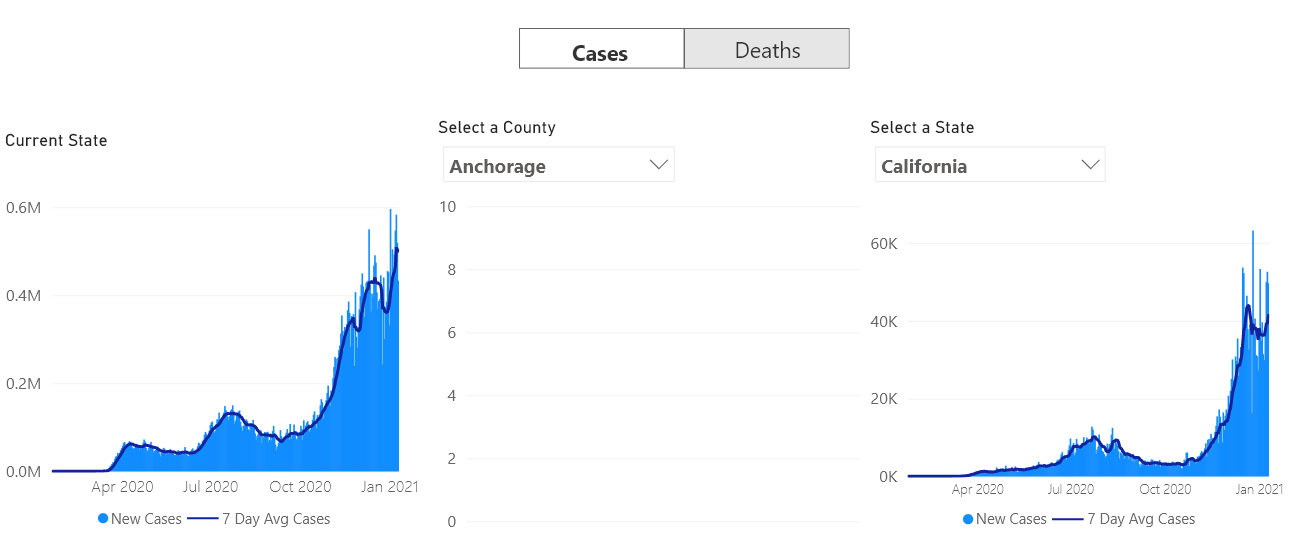 Cases
Deaths
Current State
0.6M
0.4M
0.2M
0.0M
Apr 2020 Jul 2020 Oct 2020 Jan 2021
New Cases 7 Day Avg Cases
Select a County
Anchorage
10
8
6
4
2
0
Select a State
California
60K
40K
20K
0K
Apr 2020 Jul 2020 Oct 2020 Jan 2021
New Cases 7 Day Avg Cases